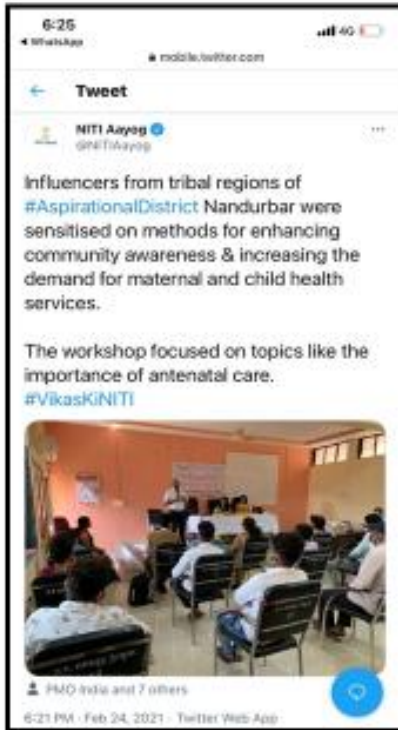 6:25
4G
WhatsApp
mobile.twitter.com
Tweet
NITI Aayog
@NITIAayog
Influencers from tribal regions of
#AspirationalDistrict Nandurbar were
sensitised on methods for enhancing
community awareness & increasing the
demand for maternal and child health
services.
The workshop focused on topics like the
importance of antenatal care.
#VikasKiNITI
PMO India and 7 others
6:21 PM · Feb 24, 2021 · Twitter Web App